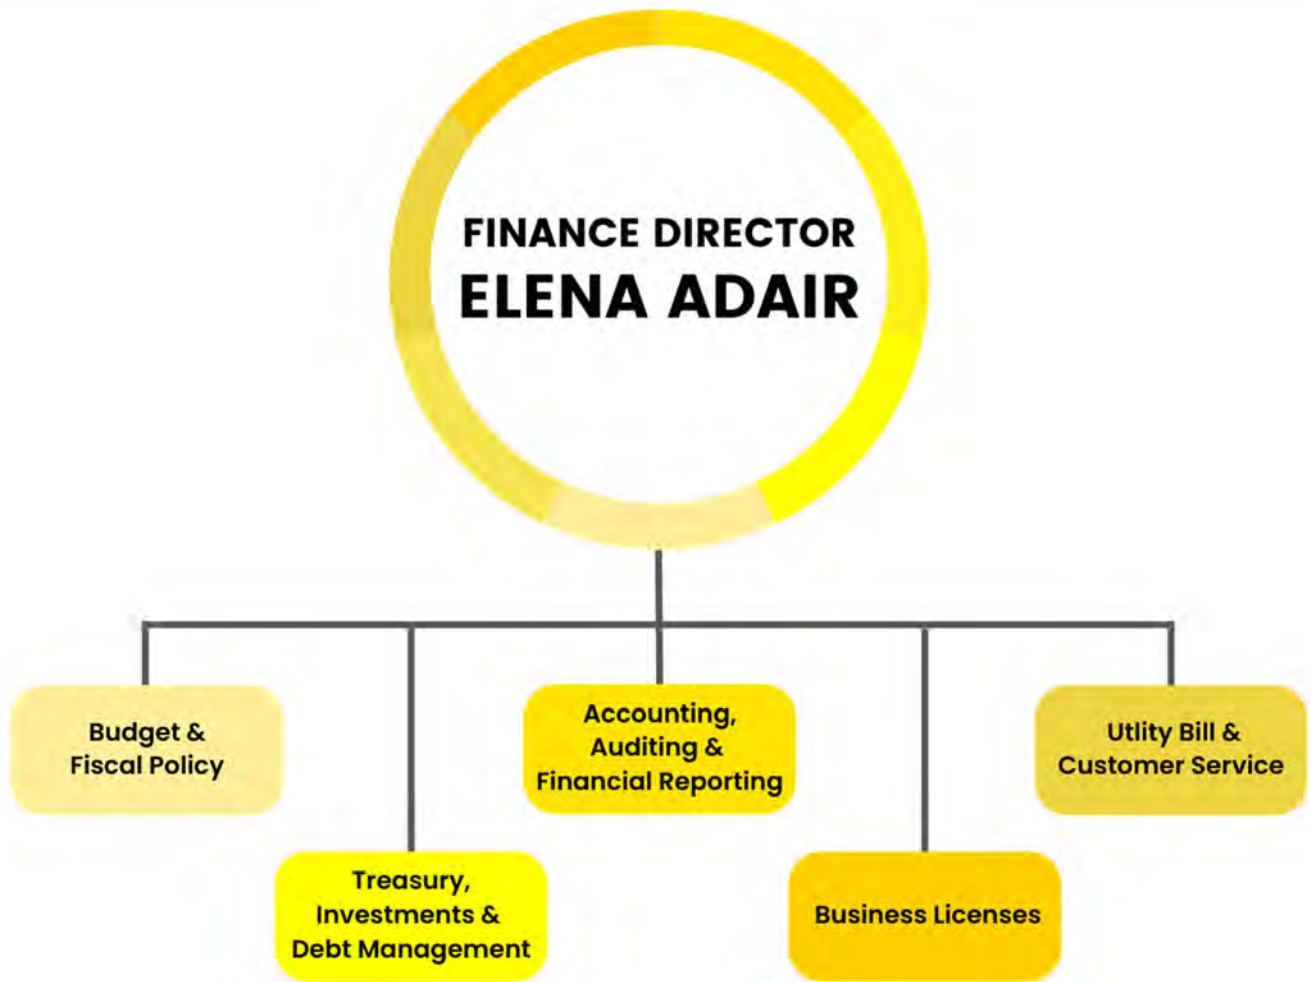 FINANCE DIRECTOR
ELENA ADAIR
Budget &
Fiscal Policy
Accounting,
Auditing &
Financial Reporting
Utlity Bill &
Customer Service
Treasury,
Investments &
Debt Management
Business Licenses